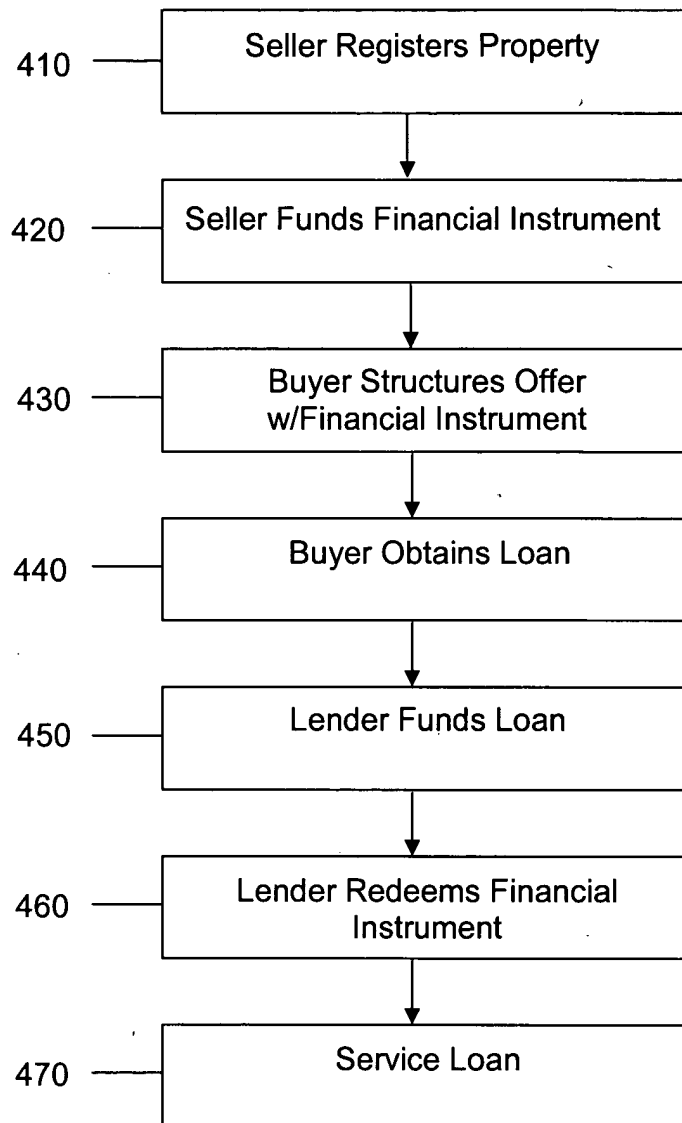 410
Seller Registers Property
420
Seller Funds Financial Instrument
430
Buyer Structures Offer
w/Financial Instrument
440
Buyer Obtains Loan
450
Lender Funds Loan
460
Lender Redeems Financial
Instrument
470
Service Loan